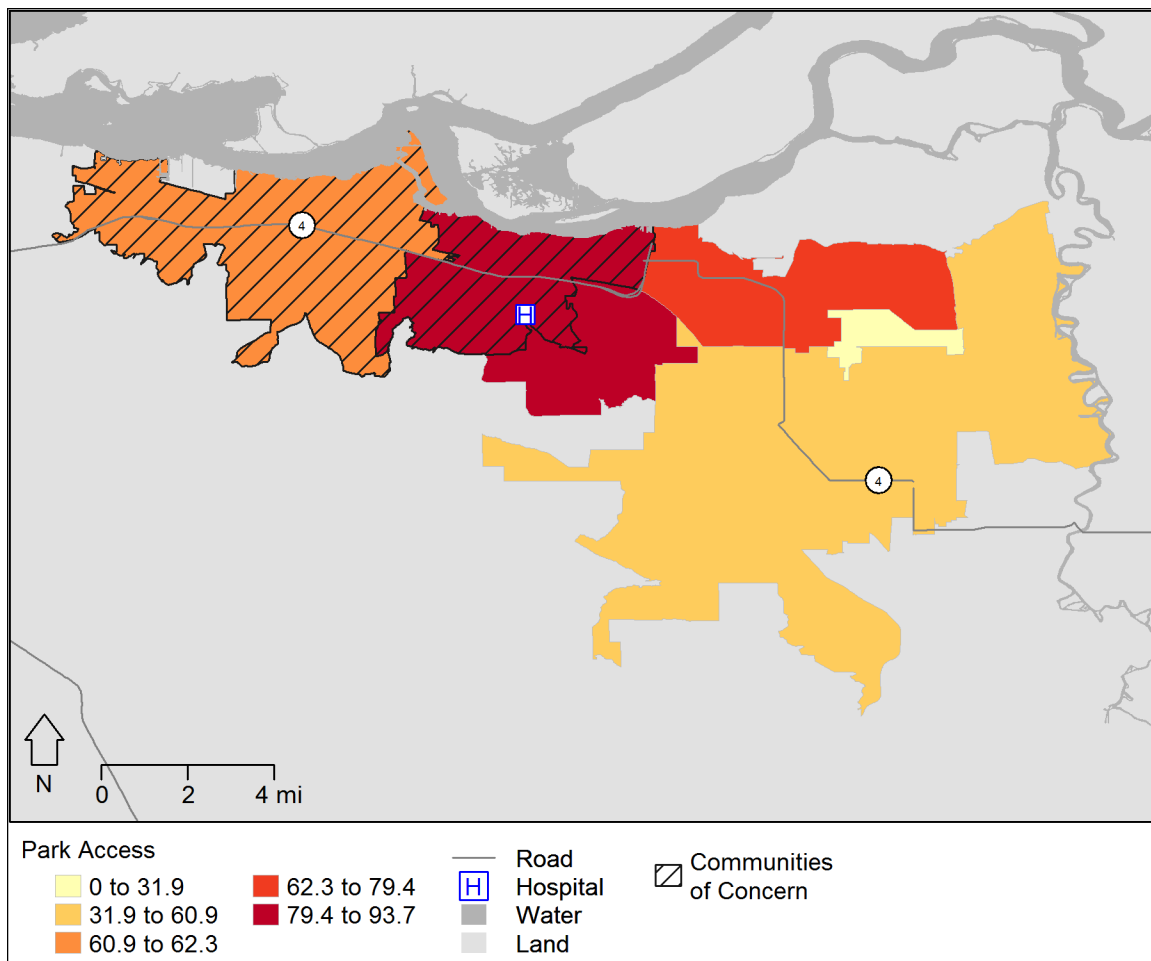 4
4
N
0 2 4 mi
Park Access
0 to 31.9
31.9 to 60.9
60.9 to 62.3
62.3 to 79.4
79.4 to 93.7
Road
H Hospital
Water
Land
Communities
of Concern
H